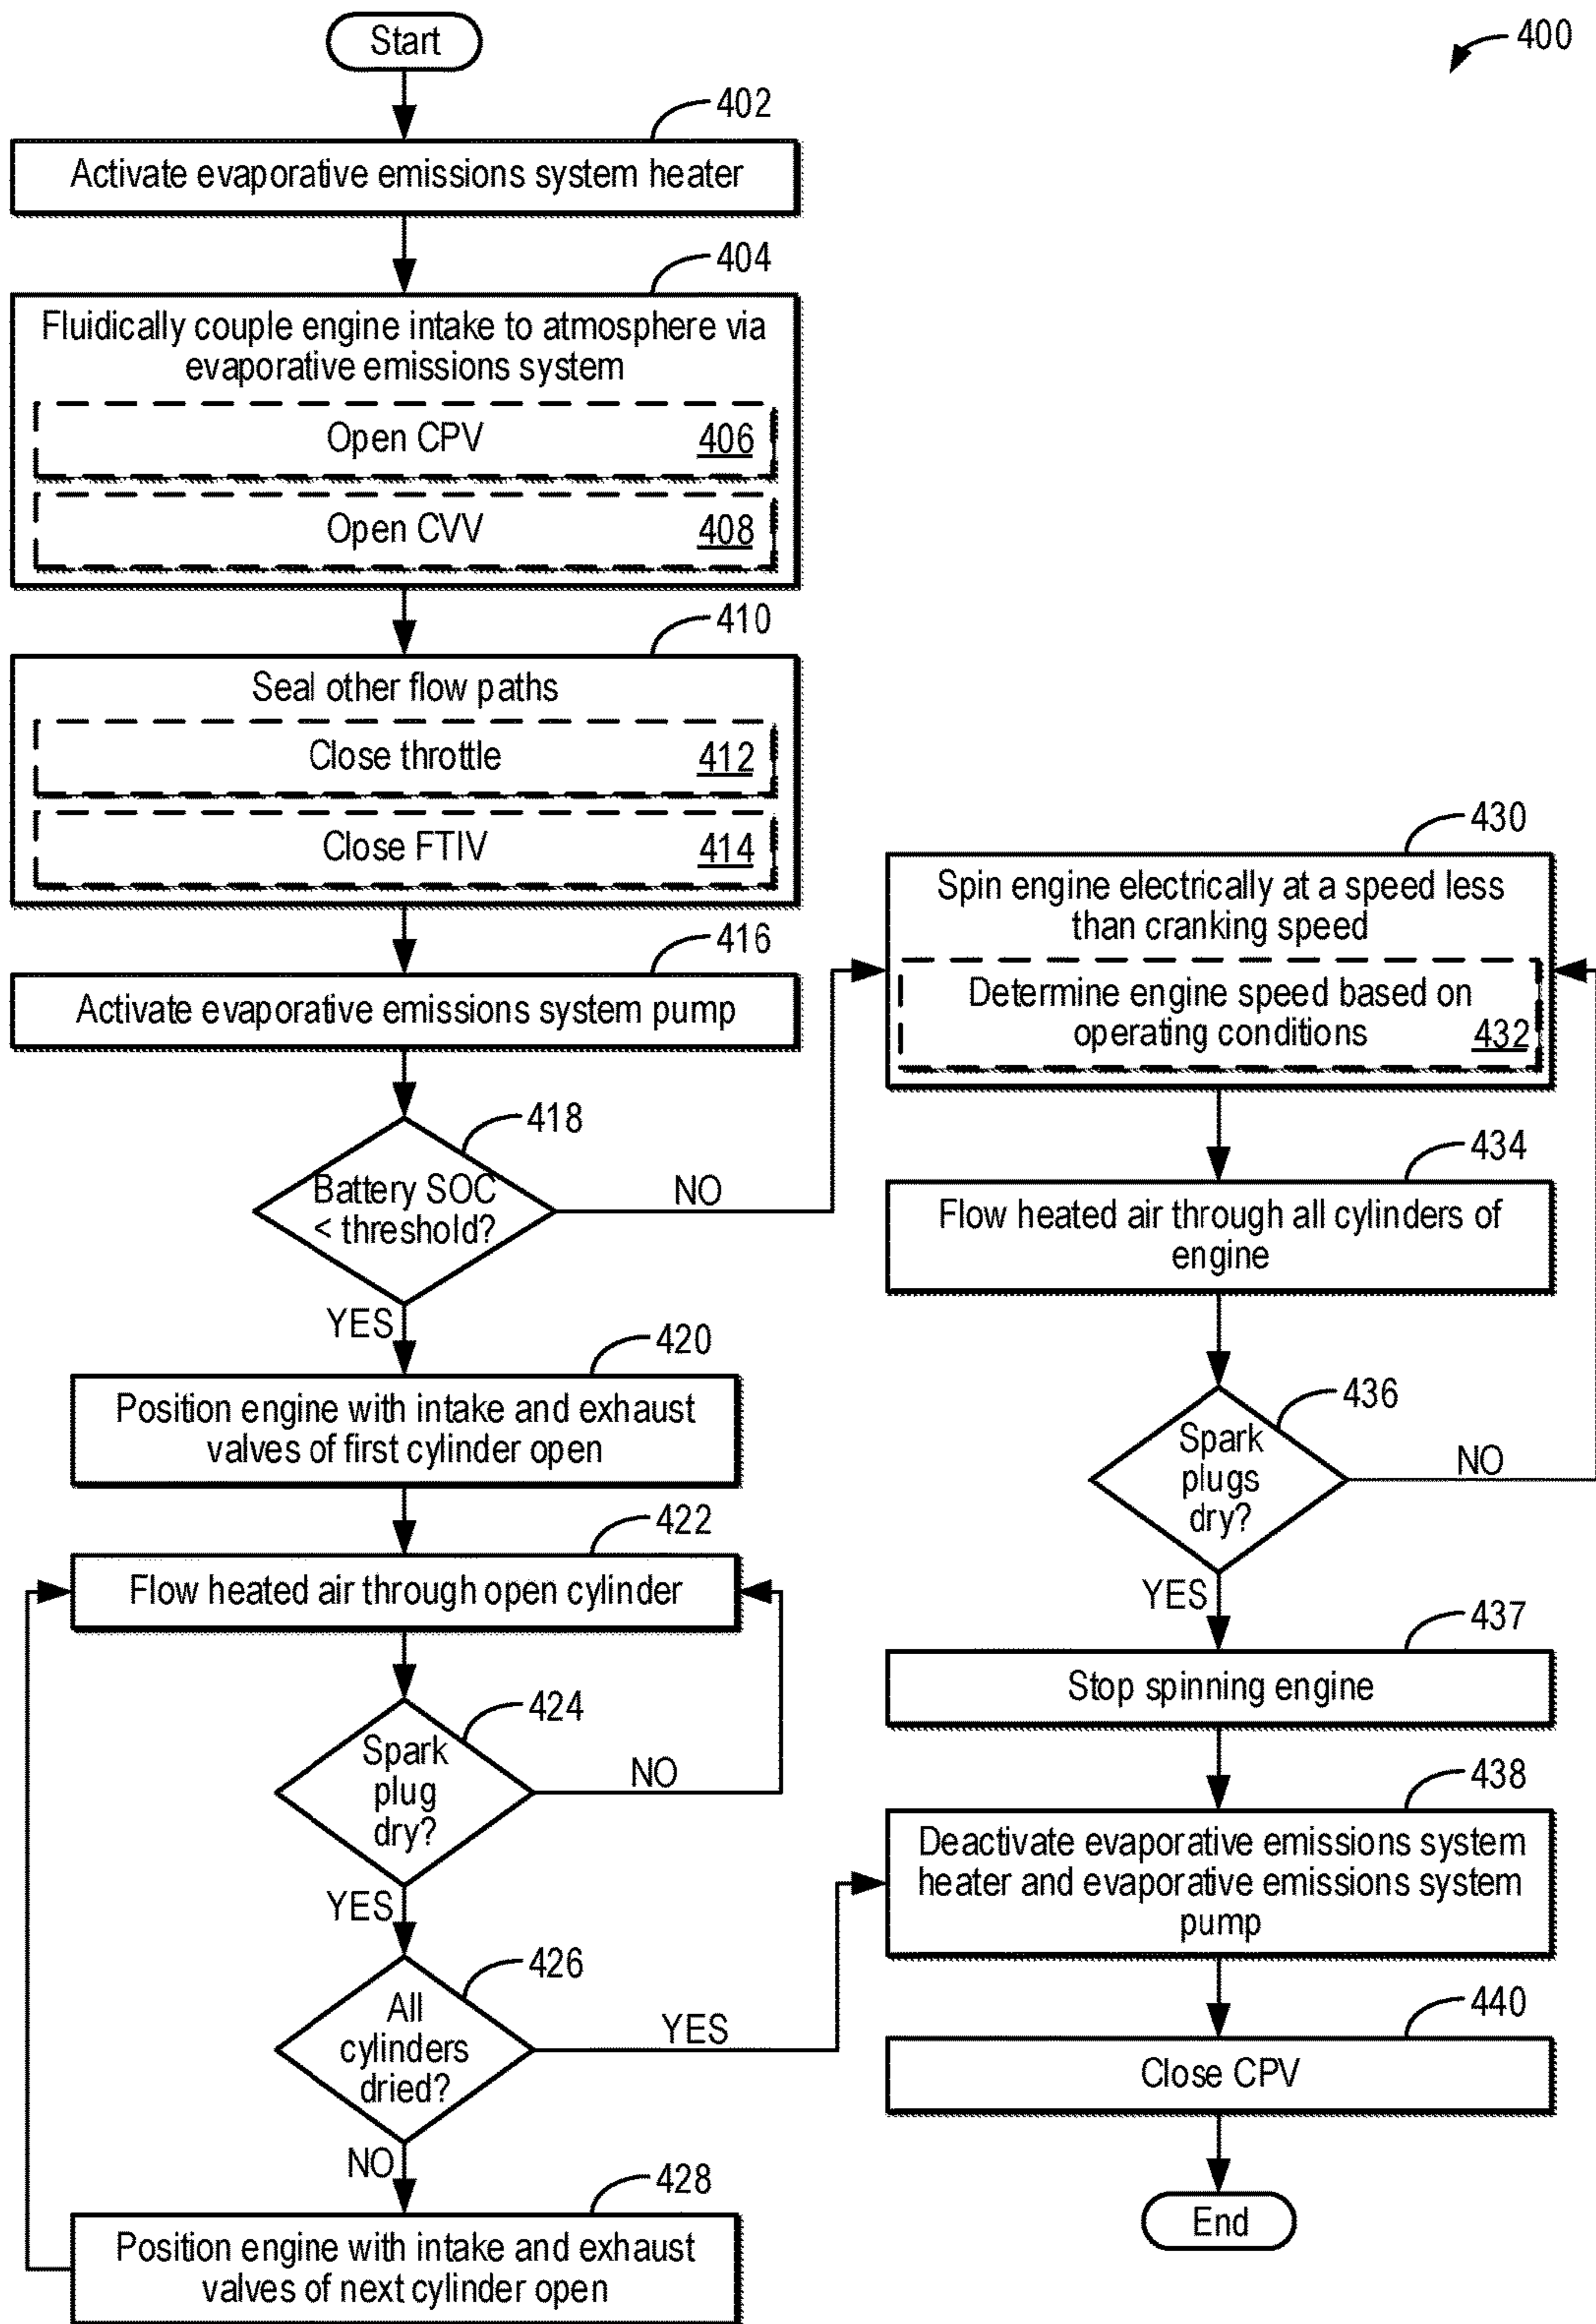 Start
400
402
Activate evaporative emissions system heater
404
Fluidically couple engine intake to atmosphere via
evaporative emissions system
Open CPV 406
Open CVV 408
410
Seal other flow paths
Close throttle 412
Close FTIV 414
416
Activate evaporative emissions system pump
418
Battery SOC
< threshold?
NO
YES
420
Position engine with intake and exhaust
valves of first cylinder open
422
Flow heated air through open cylinder
424
Spark
plug
dry?
NO
YES
426
All
cylinders
dried?
YES
NO
428
Position engine with intake and exhaust
valves of next cylinder open
430
Spin engine electrically at a speed less
than cranking speed
Determine engine speed based on
operating conditions 432
434
Flow heated air through all cylinders of
engine
436
Spark
plugs
dry?
NO
YES
437
Stop spinning engine
438
Deactivate evaporative emissions system
heater and evaporative emissions system
pump
440
Close CPV
End